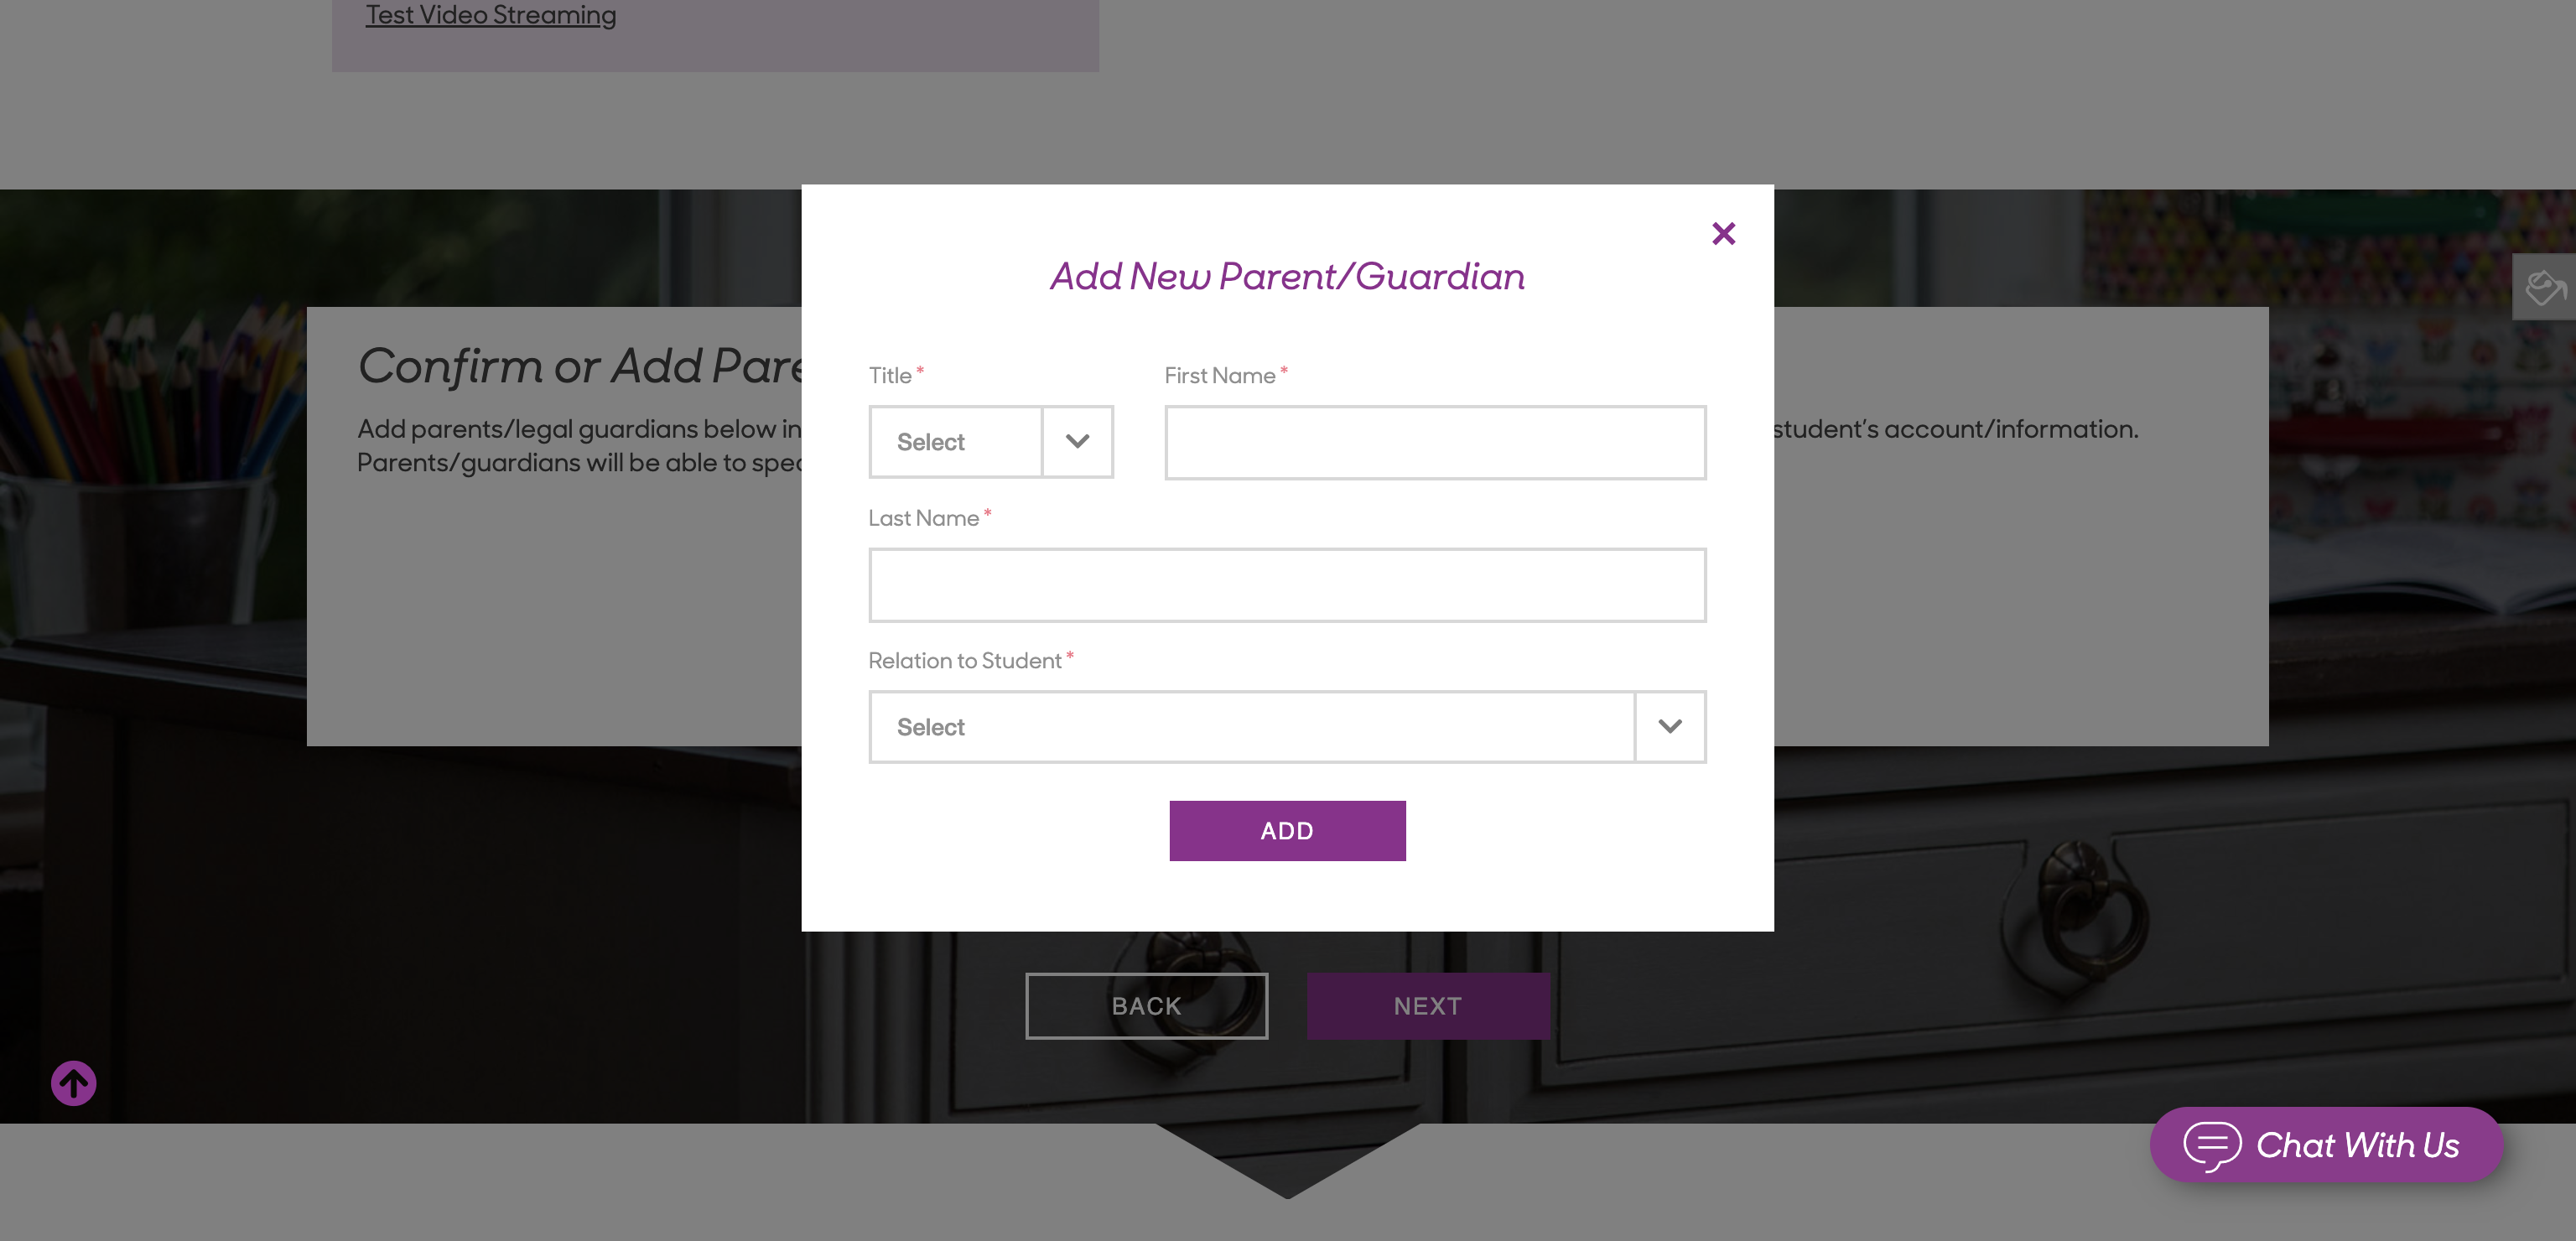 Test Video Streaming
Add New Parent/Guardian
Confirm or Add Pare
Add parents/legal guardians below in
student's account/information.
Parents/guardians will be able to spec
Title *
First Name *
Select
Last Name *
Relation to Student *
Select
ADD
BACK
NEXT
Chat With Us